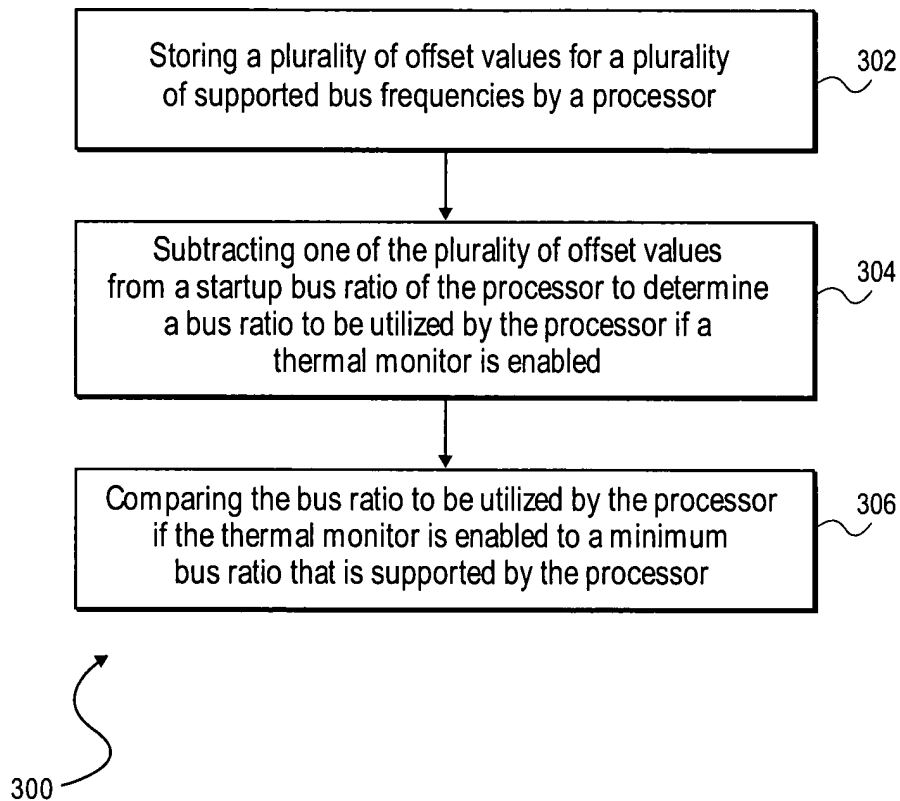 Storing a plurality of offset values for a plurality
of supported bus frequencies by a processor
302
Subtracting one of the plurality of offset values
from a startup bus ratio of the processor to determine
a bus ratio to be utilized by the processor if a
thermal monitor is enabled
304
Comparing the bus ratio to be utilized by the processor
if the thermal monitor is enabled to a minimum
bus ratio that is supported by the processor
306
300